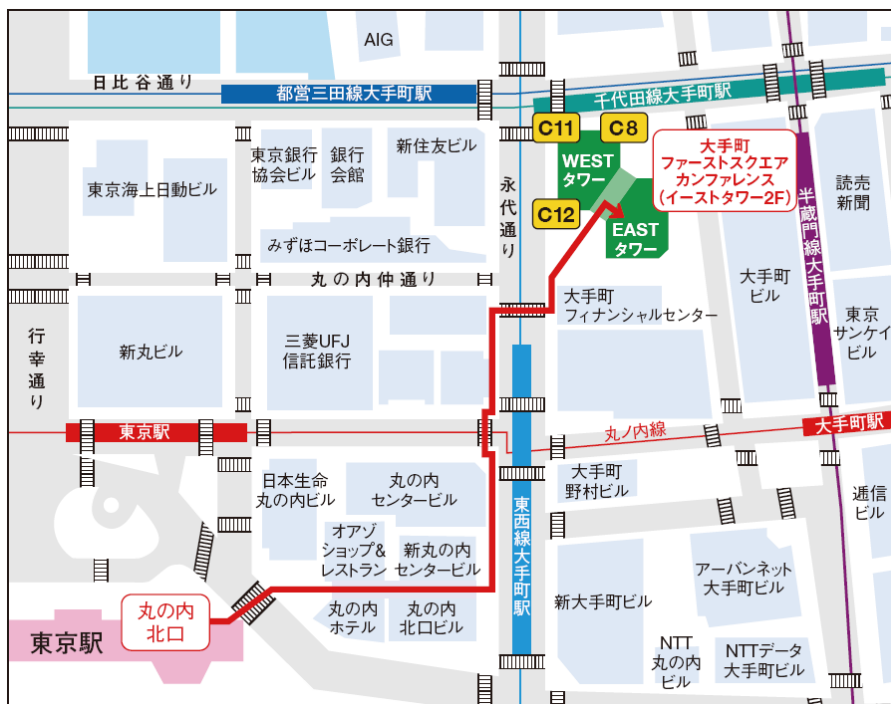 AIG
日比谷通り
都営三田線大手町駅
千代田線大手町駅
C11
C8
WEST
タワー
大手町
ファーストスクエア
カンファレンス
(イーストタワー2F)
東京海上日動ビル
東京銀行
協会ビル
銀行
会館
新住友ビル
永代通り
C12
EAST
タワー
半蔵門線大手町駅
読売
新聞
みずほコーポレート銀行
丸の内仲通り
大手町
フィナンシャルセンター
大手町
ビル
東京
サンケイ
ビル
行幸通り
新丸ビル
三菱UFJ
信託銀行
東京駅
丸ノ内線
大手町駅
日本生命
丸の内ビル
丸の内
センタービル
大手町
野村ビル
逓信
ビル
東西線大手町駅
オアゾ
ショップ&
レストラン
新丸の内
センタービル
アーバンネット
大手町ビル
丸の内
北口
東京駅
丸の内
ホテル
丸の内
北口ビル
新大手町ビル
NTT
丸の内
ビル
NTTデータ
大手町ビル